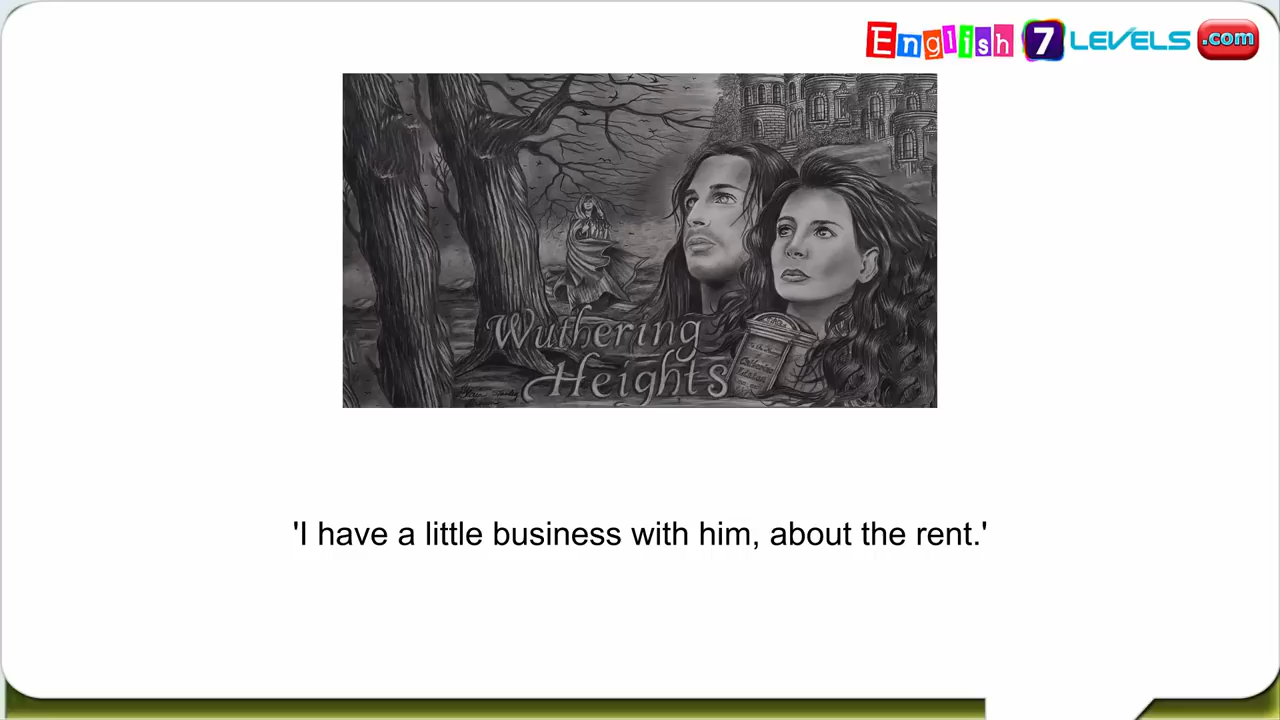 English 7 LEVELS .com
Wuthering
Heights
'I have a little business with him, about the rent.'